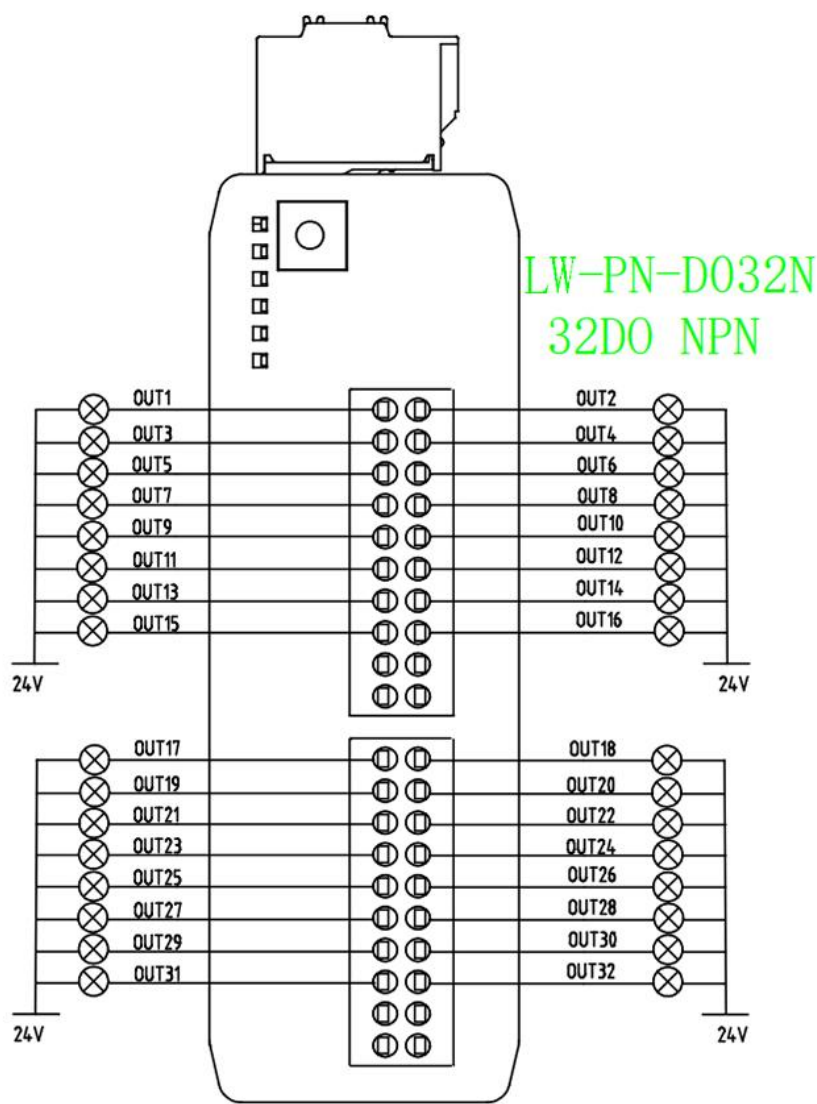 LW-PN-DO32N
32DO NPN
OUT1 OUT2
OUT3 OUT4
OUT5 OUT6
OUT7 OUT8
OUT9 OUT10
OUT11 OUT12
OUT13 OUT14
OUT15 OUT16
24V 24V
OUT17 OUT18
OUT19 OUT20
OUT21 OUT22
OUT23 OUT24
OUT25 OUT26
OUT27 OUT28
OUT29 OUT30
OUT31 OUT32
24V 24V